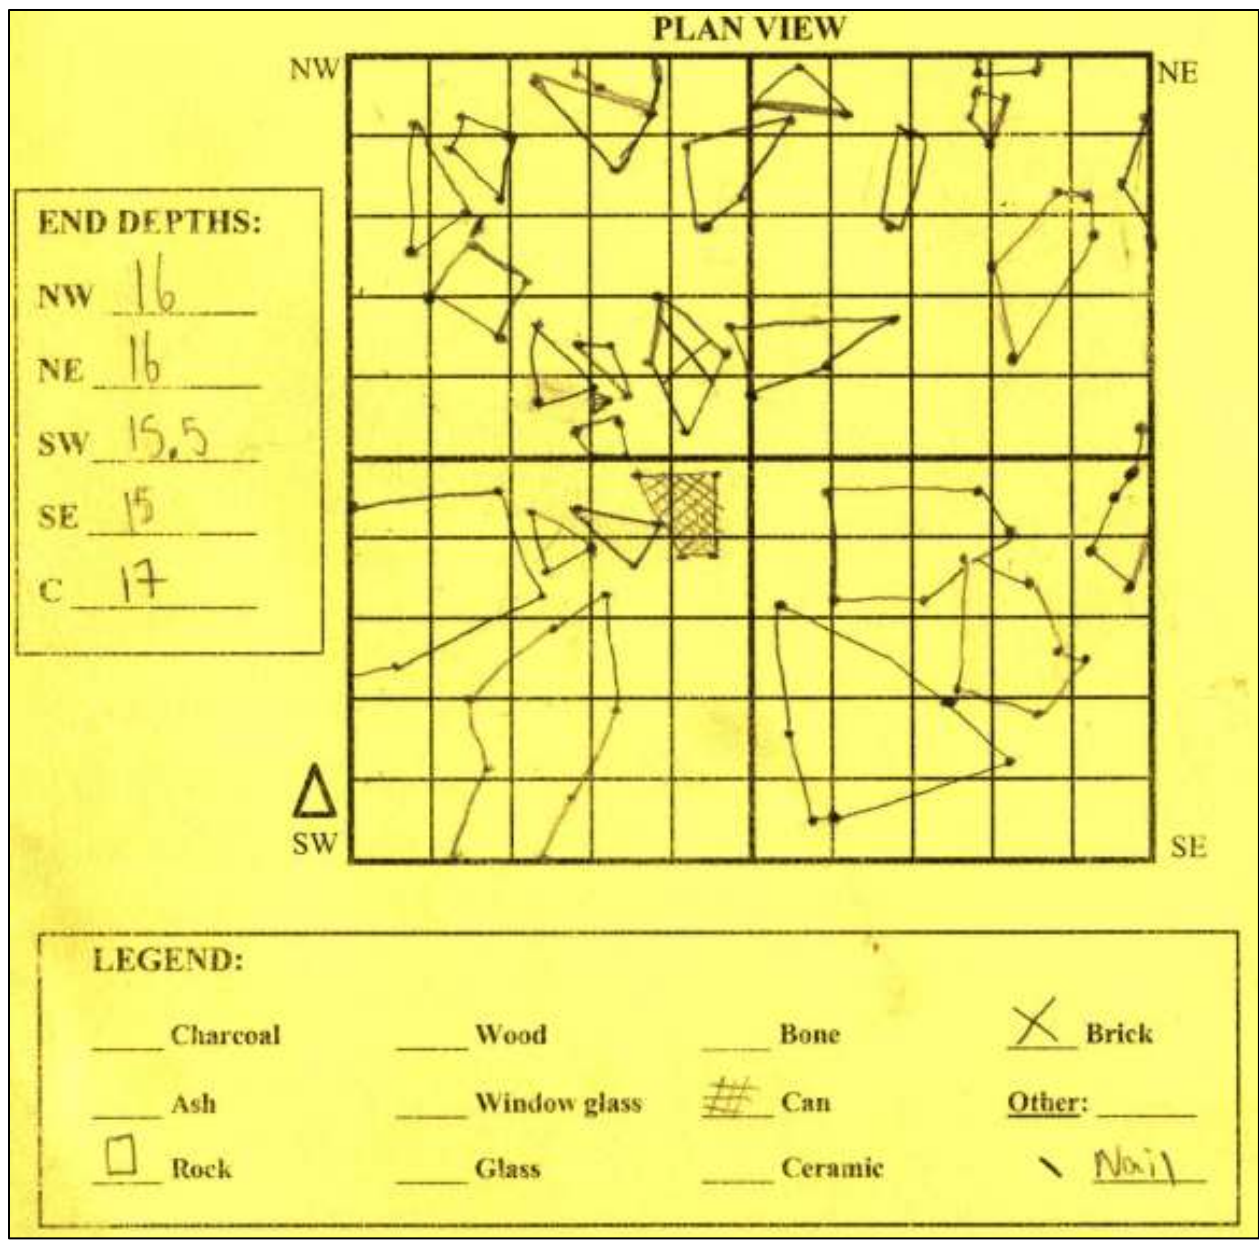 PLAN VIEW
NW
NE
END DEPTHS:
NW 16
NE 16
SW 15.5
SE 15
C 17
SW
SE
LEGEND:
Charcoal Wood Bone Brick
Ash Window glass Can Other:
Rock Glass Ceramic Nail